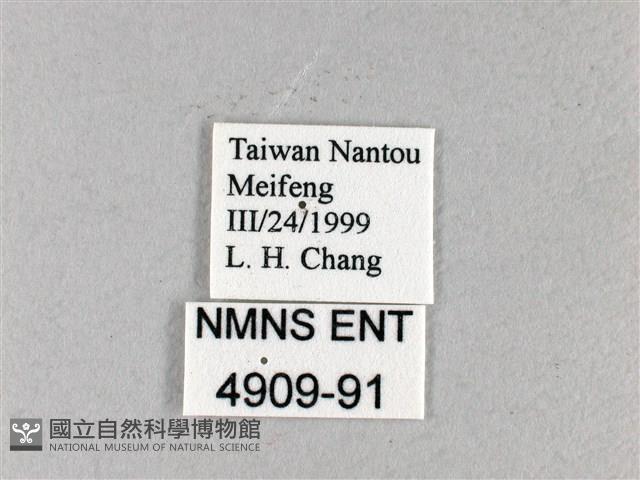 Taiwan Nantou
Meifeng
III/24/1999
L. H. Chang
NMNS ENT
4909-91
國立自然科學博物館
NATIONAL MUSEUM OF NATURAL SCIENCE